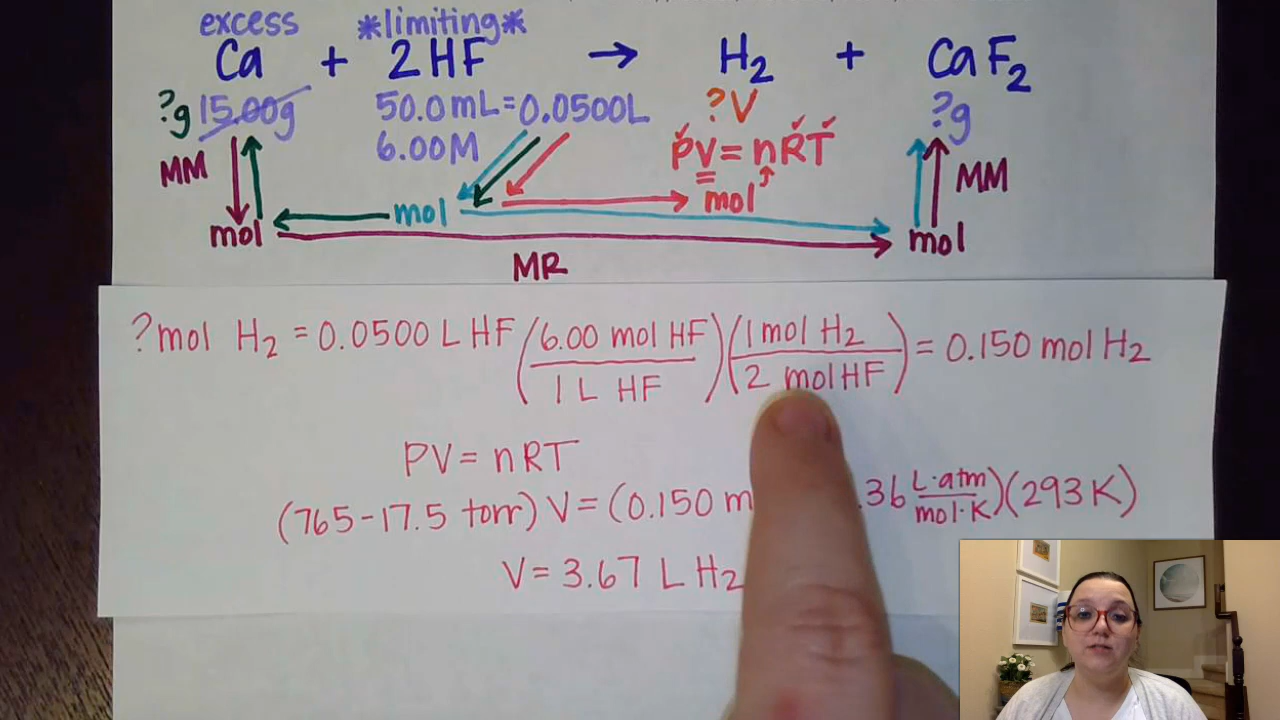 excess *limiting*
Ca + 2HF → H₂ + CaF₂
?g 15.00g 50.0mL=0.0500L ?V ?g
6.00M PV=nRT
MM mol MM
mol mol mol
MR
?mol H₂ = 0.0500 L HF (6.00 mol HF / 1 L HF)(1 mol H₂ / 2 mol HF) = 0.150 mol H₂
PV = nRT
(765-17.5 torr) V = (0.150 m .36 L·atm / mol·K)(293 K)
V = 3.67 L H₂